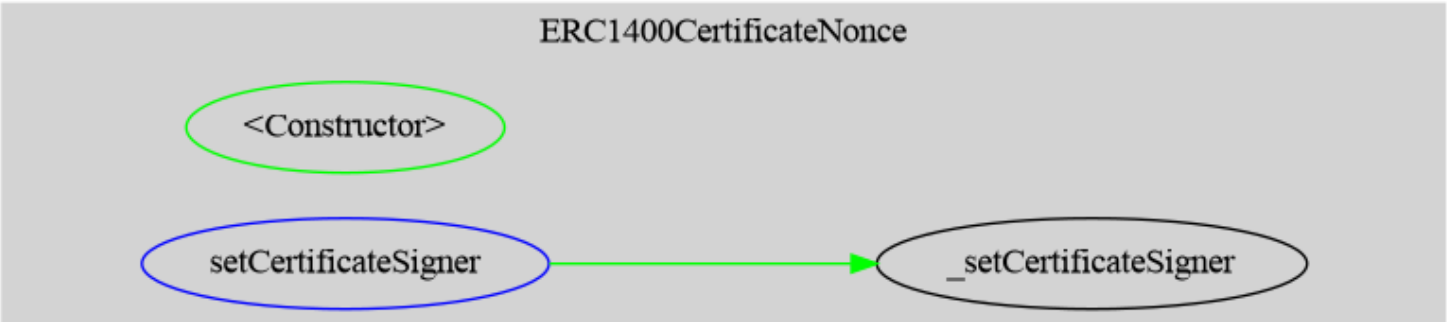 ERC1400CertificateNonce
<Constructor>
setCertificateSigner
_setCertificateSigner